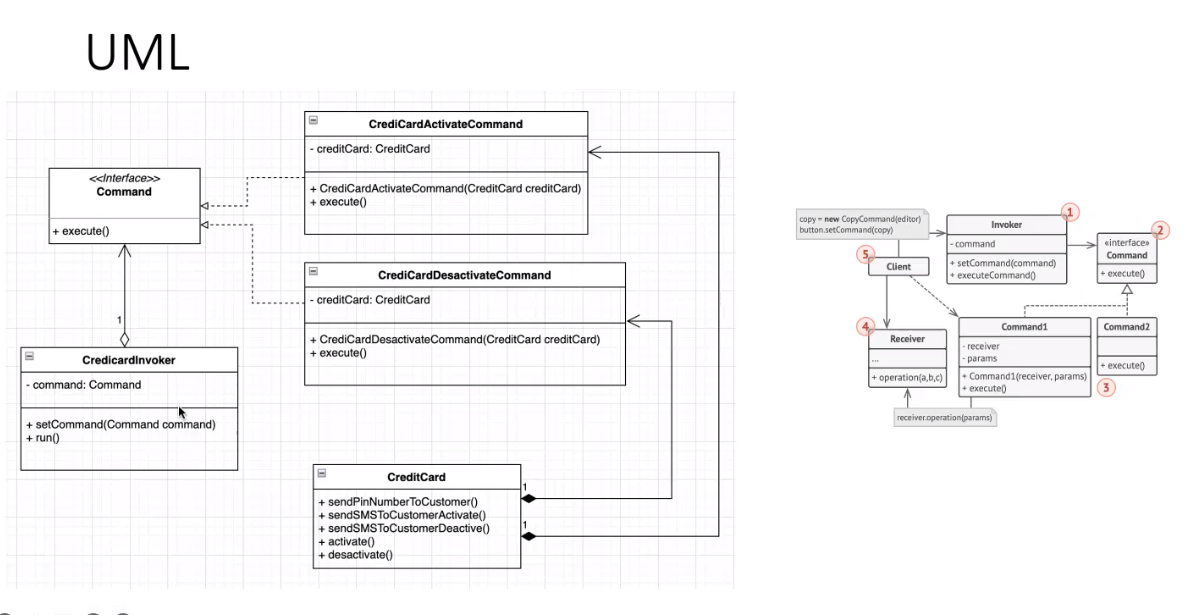 UML
<<Interface>>
Command
+ execute()
CrediCardActivateCommand
- creditCard: CreditCard
+ CrediCardActivateCommand(CreditCard creditCard)
+ execute()
CrediCardDesactivateCommand
- creditCard: CreditCard
+ CrediCardDesactivateCommand(CreditCard creditCard)
+ execute()
1
CredicardInvoker
- command: Command
+ setCommand(Command command)
+ run()
CreditCard
+ sendPinNumberToCustomer()
+ sendSMSToCustomerActivate()
+ sendSMSToCustomerDeactive()
+ activate()
+ desactivate()
1
1
copy = new CopyCommand(editor)
button.setCommand(copy)
1
Invoker
- command
+ setCommand(command)
+ executeCommand()
2
«interface»
Command
+ execute()
5
Client
4
Receiver
...
+ operation(a,b,c)
Command1
- receiver
- params
+ Command1(receiver, params)
+ execute()
Command2
+ execute()
3
receiver.operation(params)